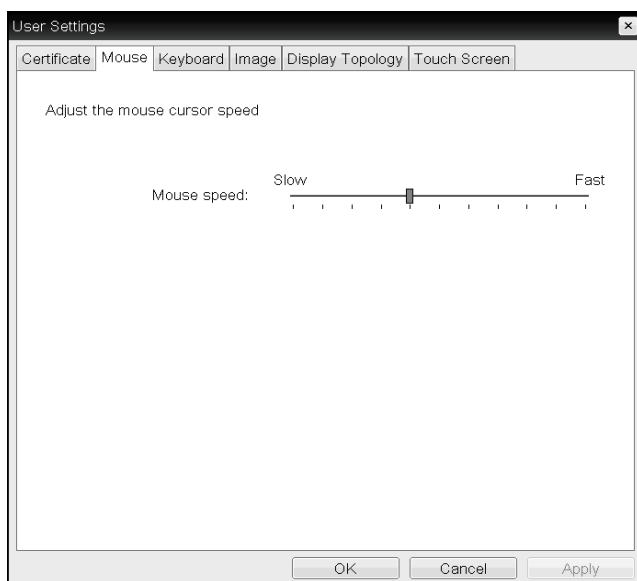 User Settings
Certificate Mouse Keyboard Image Display Topology Touch Screen
Adjust the mouse cursor speed
Slow Fast
Mouse speed:
OK Cancel Apply